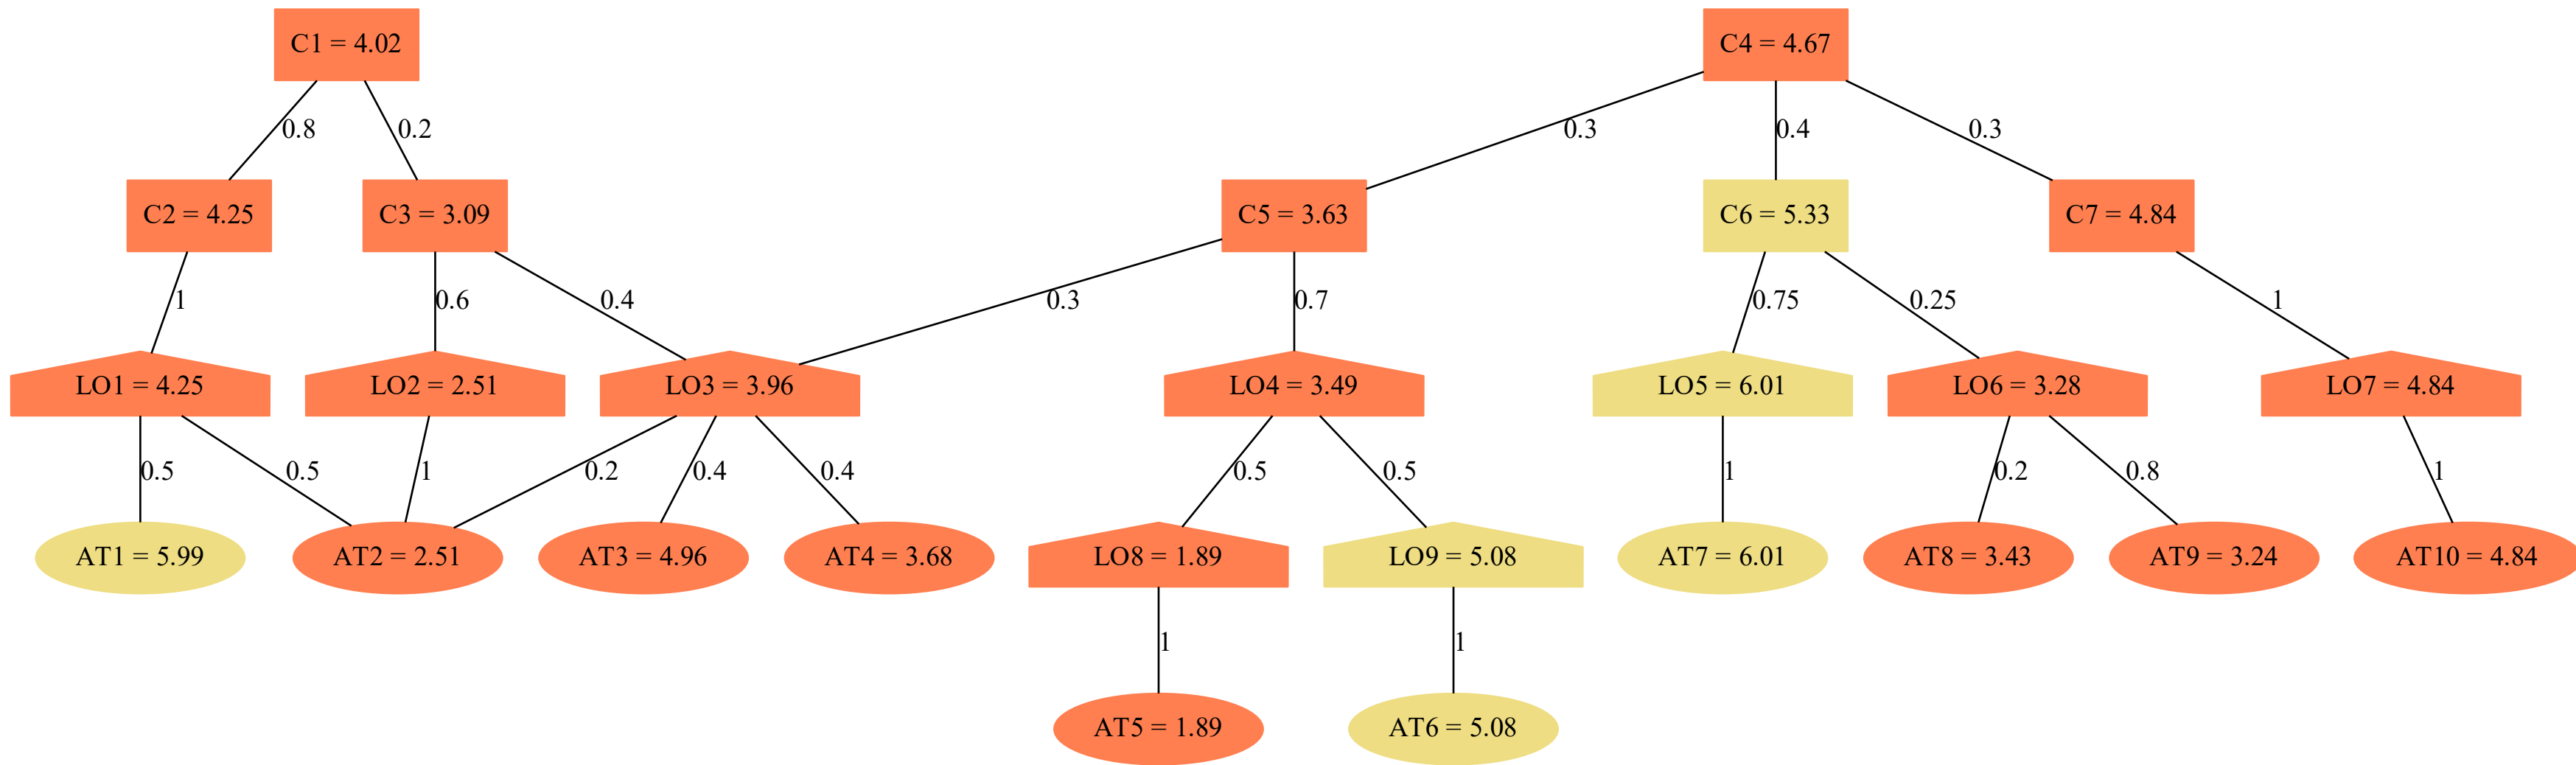 C1 = 4.02
C4 = 4.67
0.8
0.2
0.3
0.4
0.3
C2 = 4.25
C3 = 3.09
C5 = 3.63
C6 = 5.33
C7 = 4.84
1
0.6
0.4
0.3
0.7
0.75
0.25
1
LO1 = 4.25
LO2 = 2.51
LO3 = 3.96
LO4 = 3.49
LO5 = 6.01
LO6 = 3.28
LO7 = 4.84
0.5
0.5
1
0.2
0.4
0.4
0.5
0.5
1
0.2
0.8
1
AT1 = 5.99
AT2 = 2.51
AT3 = 4.96
AT4 = 3.68
LO8 = 1.89
LO9 = 5.08
AT7 = 6.01
AT8 = 3.43
AT9 = 3.24
AT10 = 4.84
1
1
AT5 = 1.89
AT6 = 5.08